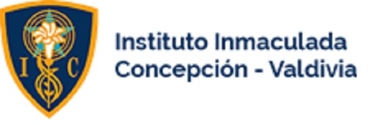 I C
Instituto Inmaculada
Concepción - Valdivia